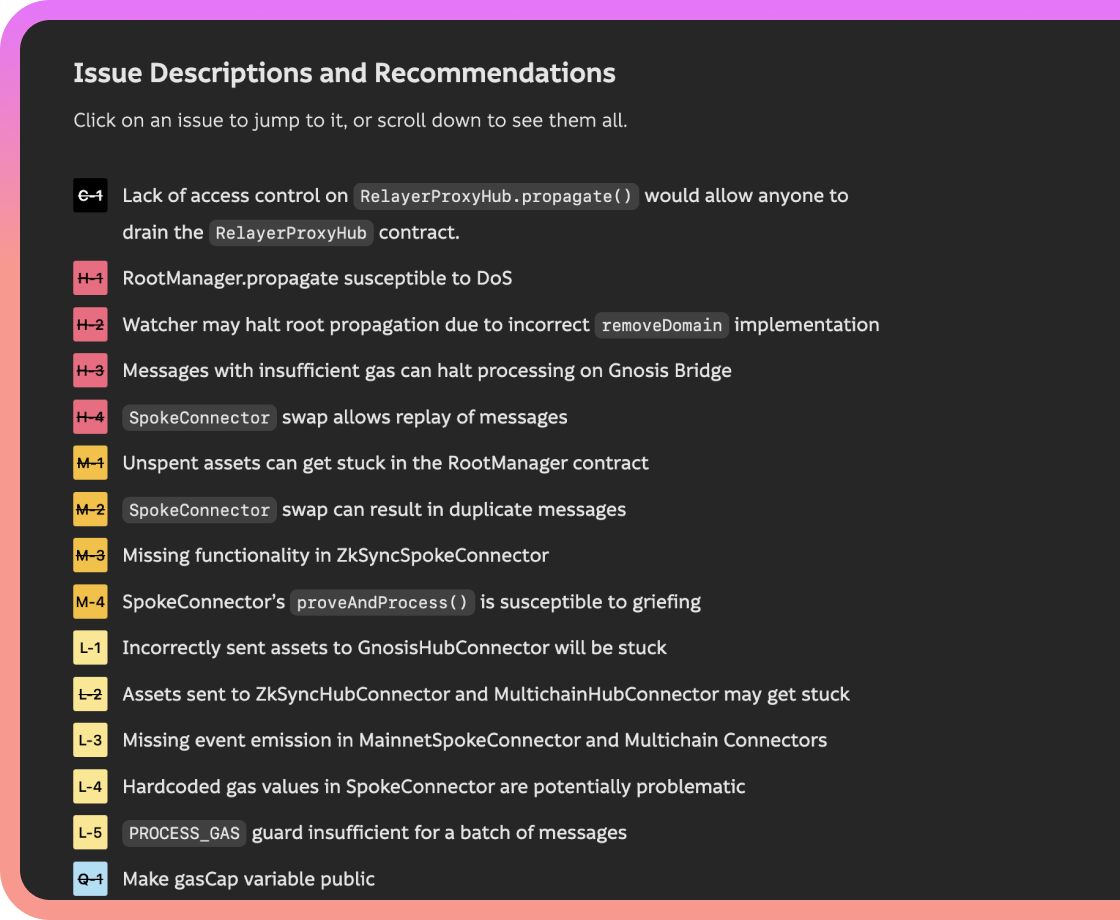 Issue Descriptions and Recommendations
Click on an issue to jump to it, or scroll down to see them all.
C-1 Lack of access control on RelayerProxyHub.propagate() would allow anyone to
drain the RelayerProxyHub contract.
H-1 RootManager.propagate susceptible to DoS
H-2 Watcher may halt root propagation due to incorrect removeDomain implementation
H-3 Messages with insufficient gas can halt processing on Gnosis Bridge
H-4 SpokeConnector swap allows replay of messages
M-1 Unspent assets can get stuck in the RootManager contract
M-2 SpokeConnector swap can result in duplicate messages
M-3 Missing functionality in ZkSyncSpokeConnector
M-4 SpokeConnector’s proveAndProcess() is susceptible to griefing
L-1 Incorrectly sent assets to GnosisHubConnector will be stuck
L-2 Assets sent to ZkSyncHubConnector and MultichainHubConnector may get stuck
L-3 Missing event emission in MainnetSpokeConnector and Multichain Connectors
L-4 Hardcoded gas values in SpokeConnector are potentially problematic
L-5 PROCESS_GAS guard insufficient for a batch of messages
Q-1 Make gasCap variable public